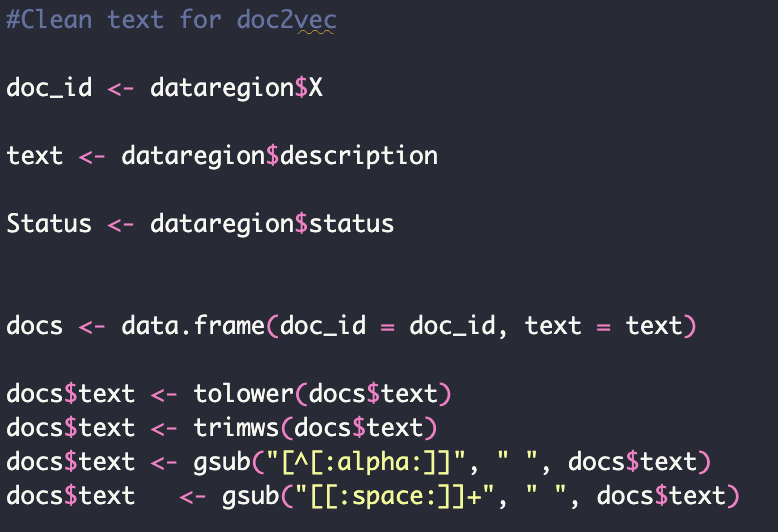 #Clean text for doc2vec
doc_id <- dataregion$X
text <- dataregion$description
Status <- dataregion$status
docs <- data.frame(doc_id = doc_id, text = text)
docs$text <- tolower(docs$text)
docs$text <- trimws(docs$text)
docs$text <- gsub("[^[:alpha:]]", " ", docs$text)
docs$text   <- gsub("[[:space:]]+", " ", docs$text)